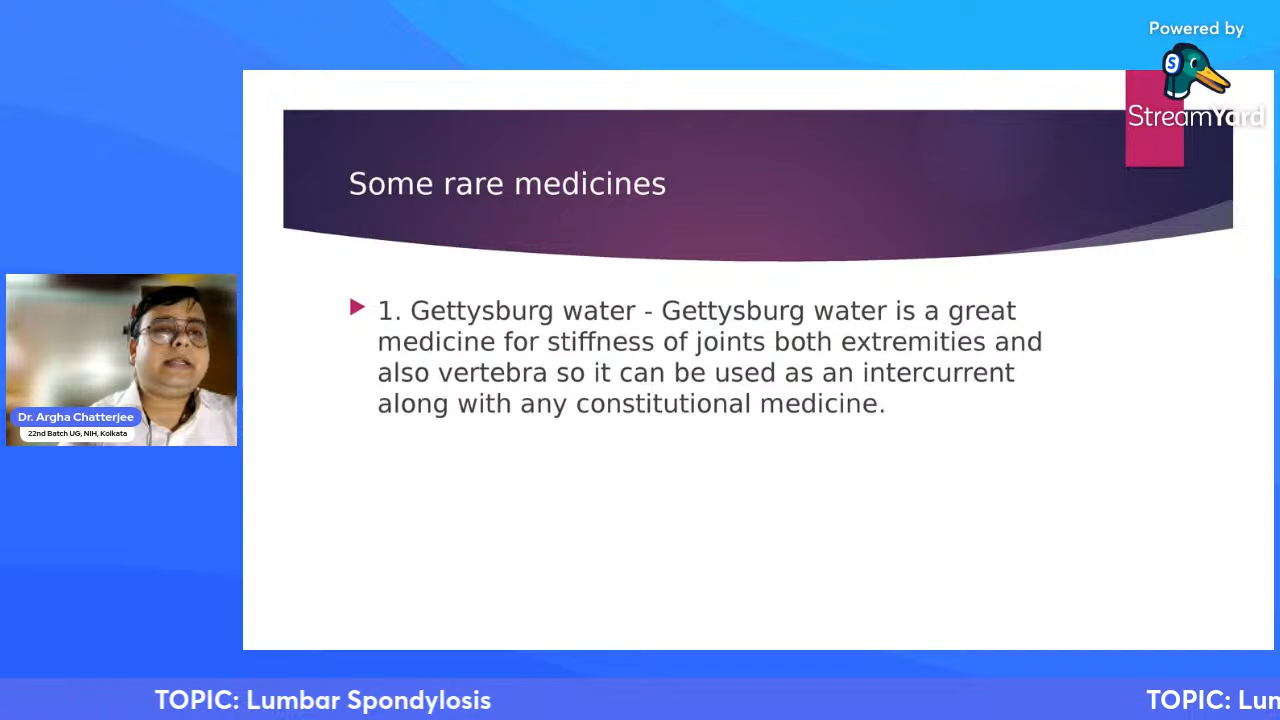 Powered by
StreamYard
Some rare medicines
1. Gettysburg water - Gettysburg water is a great
medicine for stiffness of joints both extremities and
also vertebra so it can be used as an intercurrent
along with any constitutional medicine.
Dr. Argha Chatterjee
22nd Batch UG, NIH, Kolkata
TOPIC: Lumbar Spondylosis
TOPIC: Lun